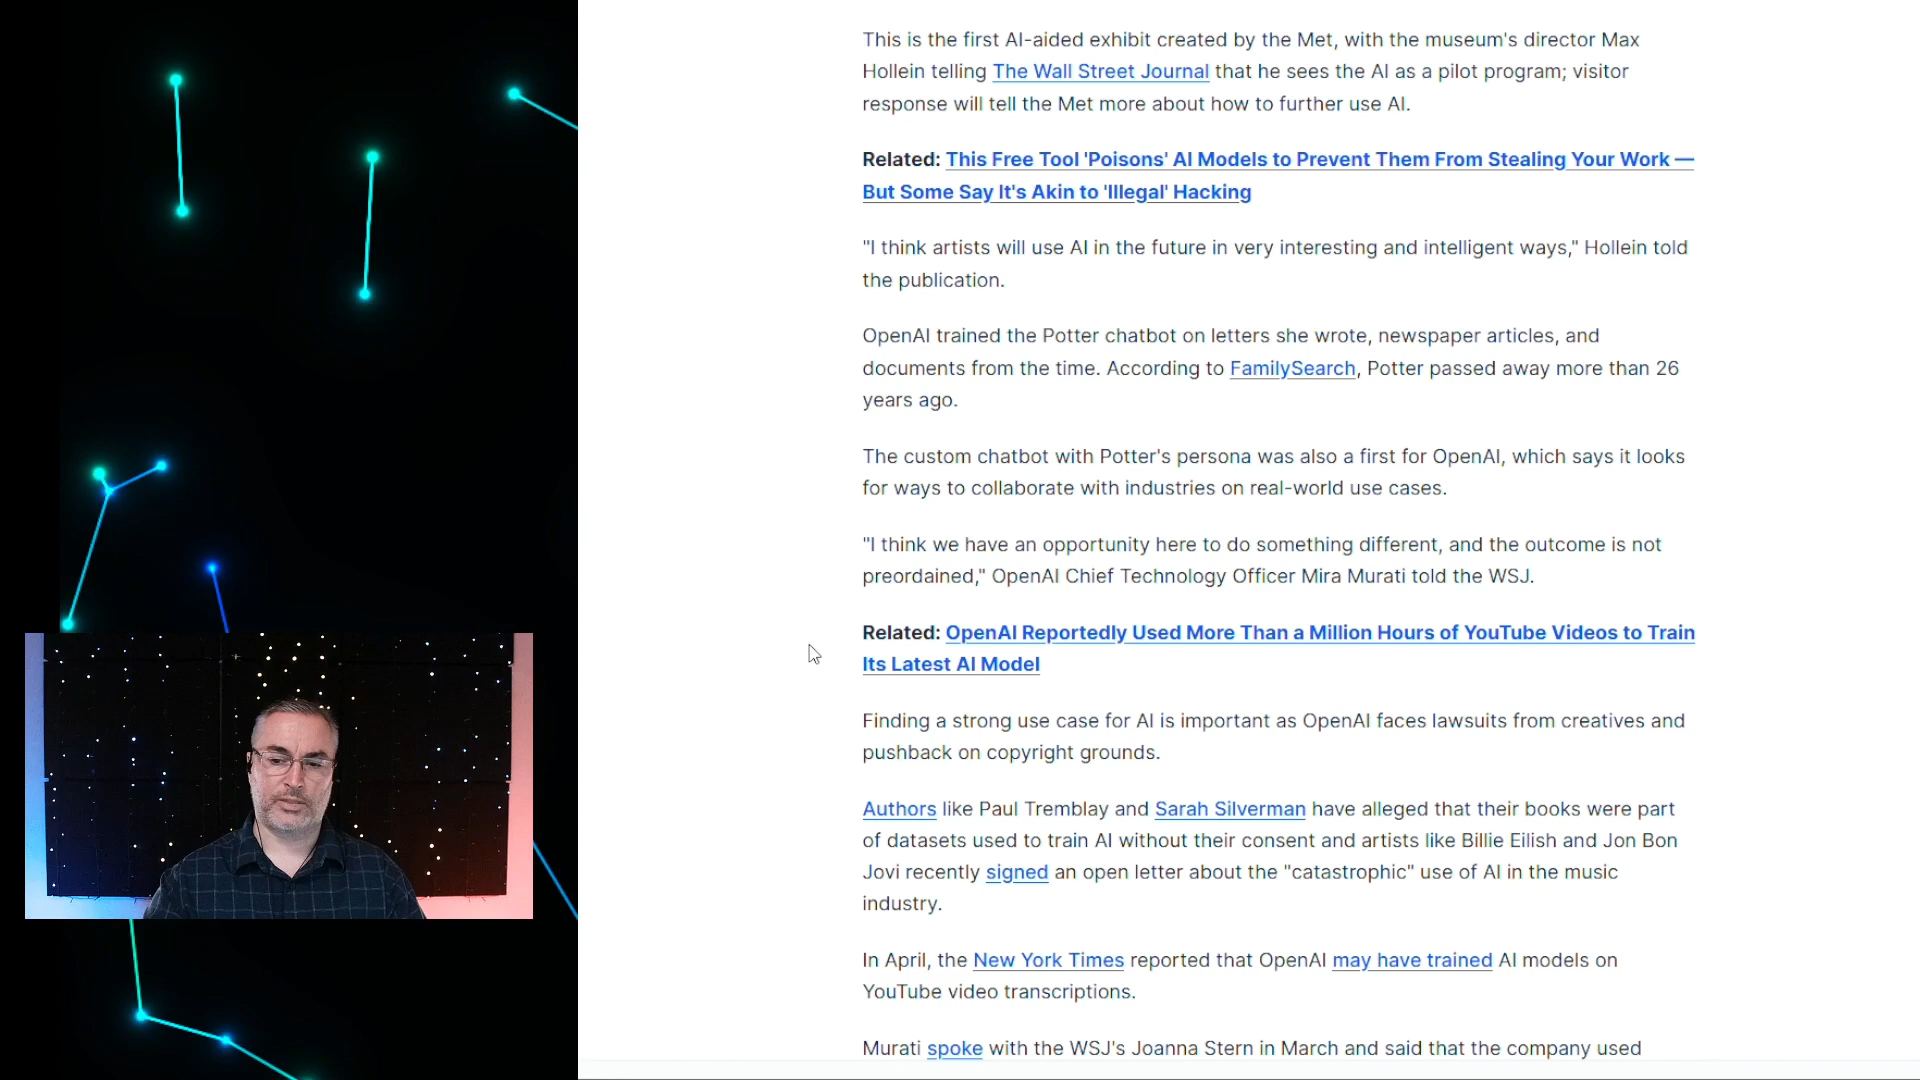 This is the first AI-aided exhibit created by the Met, with the museum's director Max
Hollein telling The Wall Street Journal that he sees the AI as a pilot program; visitor
response will tell the Met more about how to further use AI.
Related: This Free Tool 'Poisons' AI Models to Prevent Them From Stealing Your Work —
But Some Say It's Akin to 'Illegal' Hacking
"I think artists will use AI in the future in very interesting and intelligent ways," Hollein told
the publication.
OpenAI trained the Potter chatbot on letters she wrote, newspaper articles, and
documents from the time. According to FamilySearch, Potter passed away more than 26
years ago.
The custom chatbot with Potter's persona was also a first for OpenAI, which says it looks
for ways to collaborate with industries on real-world use cases.
"I think we have an opportunity here to do something different, and the outcome is not
preordained," OpenAI Chief Technology Officer Mira Murati told the WSJ.
Related: OpenAI Reportedly Used More Than a Million Hours of YouTube Videos to Train
Its Latest AI Model
Finding a strong use case for AI is important as OpenAI faces lawsuits from creatives and
pushback on copyright grounds.
Authors like Paul Tremblay and Sarah Silverman have alleged that their books were part
of datasets used to train AI without their consent and artists like Billie Eilish and Jon Bon
Jovi recently signed an open letter about the "catastrophic" use of AI in the music
industry.
In April, the New York Times reported that OpenAI may have trained AI models on
YouTube video transcriptions.
Murati spoke with the WSJ's Joanna Stern in March and said that the company used